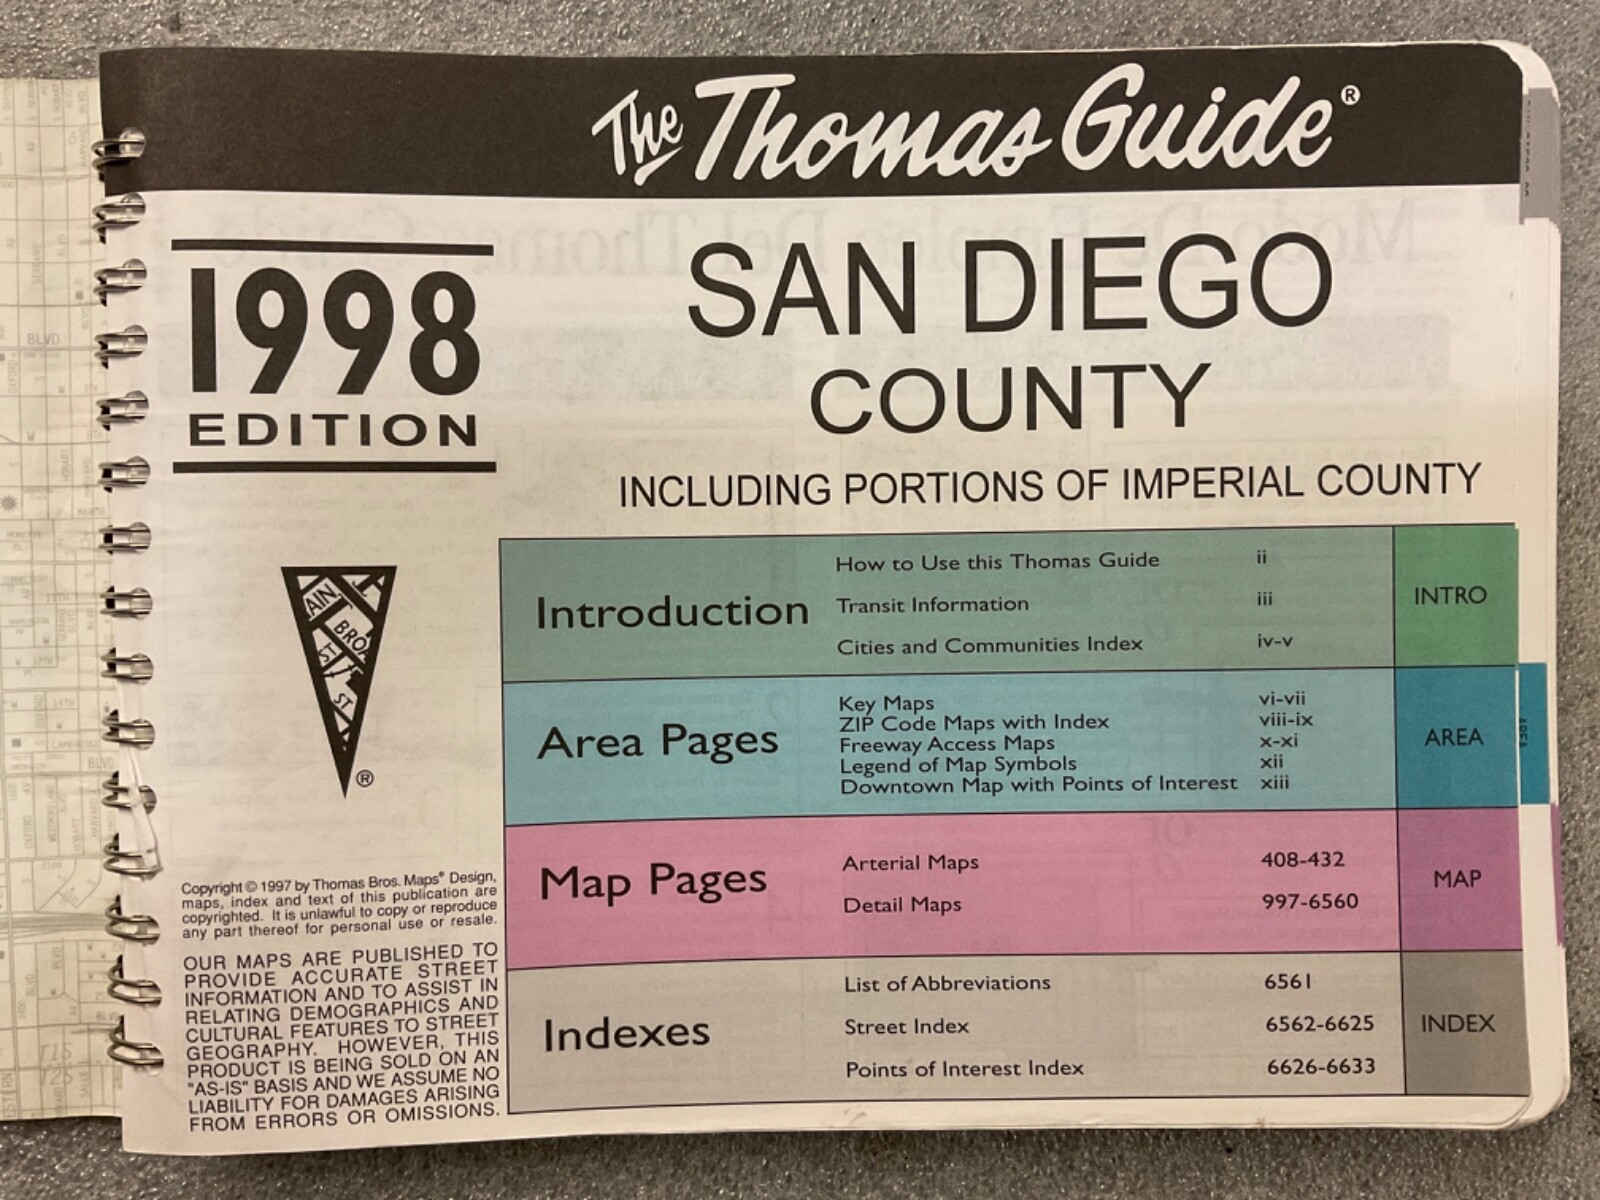 The Thomas Guide®
1998
EDITION
SAN DIEGO
COUNTY
INCLUDING PORTIONS OF IMPERIAL COUNTY
AIN
BRO
ST
ST
®
Introduction
How to Use this Thomas Guide ii
Transit Information iii
Cities and Communities Index iv-v
INTRO
Area Pages
Key Maps vi-vii
ZIP Code Maps with Index viii-ix
Freeway Access Maps x-xi
Legend of Map Symbols xii
Downtown Map with Points of Interest xiii
AREA
Map Pages
Arterial Maps 408-432
Detail Maps 997-6560
MAP
Indexes
List of Abbreviations 6561
Street Index 6562-6625
Points of Interest Index 6626-6633
INDEX
Copyright © 1997 by Thomas Bros. Maps® Design,
maps, index and text of this publication are
copyrighted. It is unlawful to copy or reproduce
any part thereof for personal use or resale.
OUR MAPS ARE PUBLISHED TO
PROVIDE ACCURATE STREET
INFORMATION AND TO ASSIST IN
RELATING DEMOGRAPHICS AND
CULTURAL FEATURES TO STREET
GEOGRAPHY. HOWEVER, THIS
PRODUCT IS BEING SOLD ON AN
"AS-IS" BASIS AND WE ASSUME NO
LIABILITY FOR DAMAGES ARISING
FROM ERRORS OR OMISSIONS.